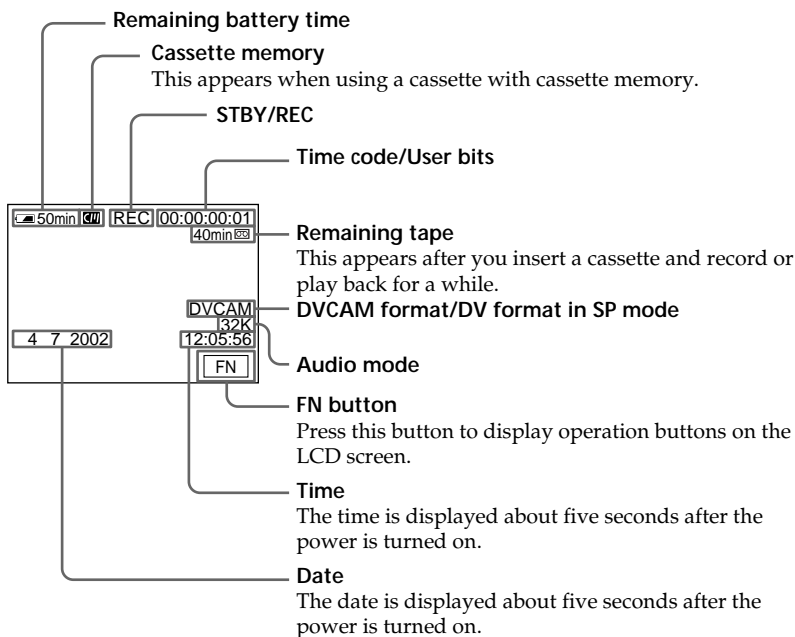 Remaining battery time
Cassette memory
This appears when using a cassette with cassette memory.
STBY/REC
Time code/User bits
50min REC 00:00:00:01
40min
Remaining tape
This appears after you insert a cassette and record or
play back for a while.
DVCAM
DVCAM format/DV format in SP mode
32K
4 7 2002 12:05:56
Audio mode
FN
FN button
Press this button to display operation buttons on the
LCD screen.
Time
The time is displayed about five seconds after the
power is turned on.
Date
The date is displayed about five seconds after the
power is turned on.